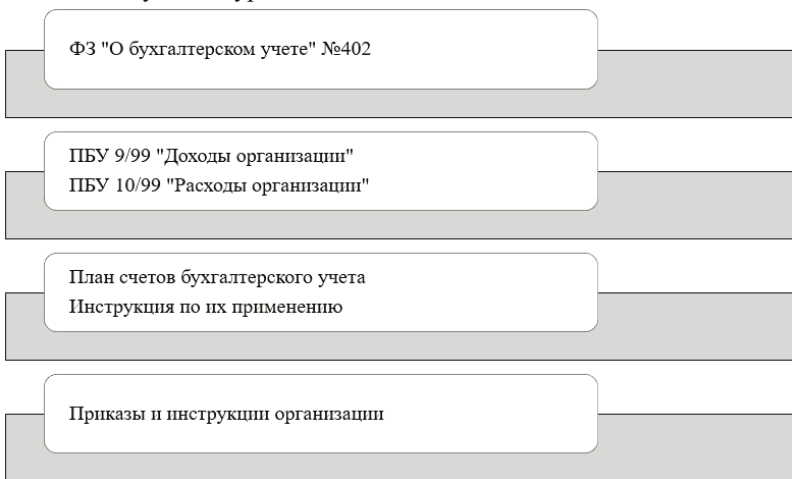 ФЗ "О бухгалтерском учете" №402
ПБУ 9/99 "Доходы организации"
ПБУ 10/99 "Расходы организации"
План счетов бухгалтерского учета
Инструкция по их применению
Приказы и инструкции организации